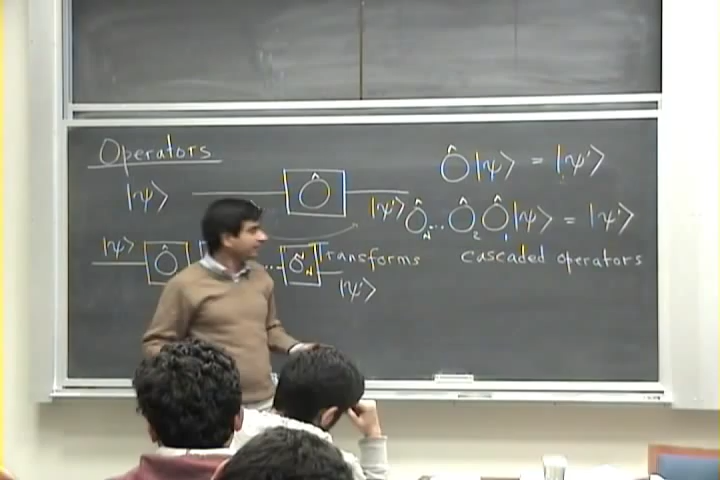 Operators
|ψ⟩ Ô |ψ'⟩
Ô|ψ⟩ = |ψ'⟩
Ô_N ... Ô_2 Ô_1 |ψ⟩ = |ψ'⟩
|ψ⟩ Ô ... Ô_N |ψ'⟩
transforms
cascaded operators